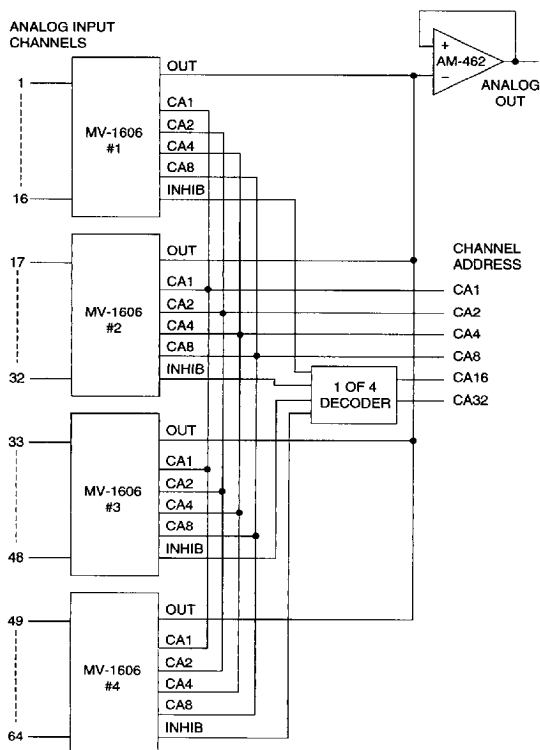 ANALOG INPUT
CHANNELS
1
16
MV-1606
#1
OUT
CA1
CA2
CA4
CA8
INHIB
+
AM-462
−
ANALOG
OUT
17
32
MV-1606
#2
OUT
CA1
CA2
CA4
CA8
INHIB
CHANNEL
ADDRESS
CA1
CA2
CA4
CA8
CA16
CA32
1 OF 4
DECODER
33
48
MV-1606
#3
OUT
CA1
CA2
CA4
CA8
INHIB
49
64
MV-1606
#4
OUT
CA1
CA2
CA4
CA8
INHIB